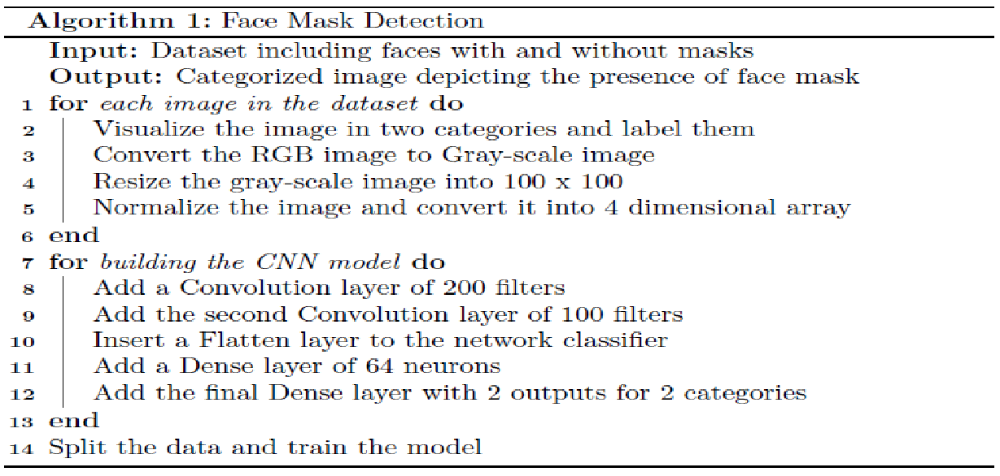 Algorithm 1: Face Mask Detection
Input: Dataset including faces with and without masks
Output: Categorized image depicting the presence of face mask
1 for each image in the dataset do
2 Visualize the image in two categories and label them
3 Convert the RGB image to Gray-scale image
4 Resize the gray-scale image into 100 x 100
5 Normalize the image and convert it into 4 dimensional array
6 end
7 for building the CNN model do
8 Add a Convolution layer of 200 filters
9 Add the second Convolution layer of 100 filters
10 Insert a Flatten layer to the network classifier
11 Add a Dense layer of 64 neurons
12 Add the final Dense layer with 2 outputs for 2 categories
13 end
14 Split the data and train the model